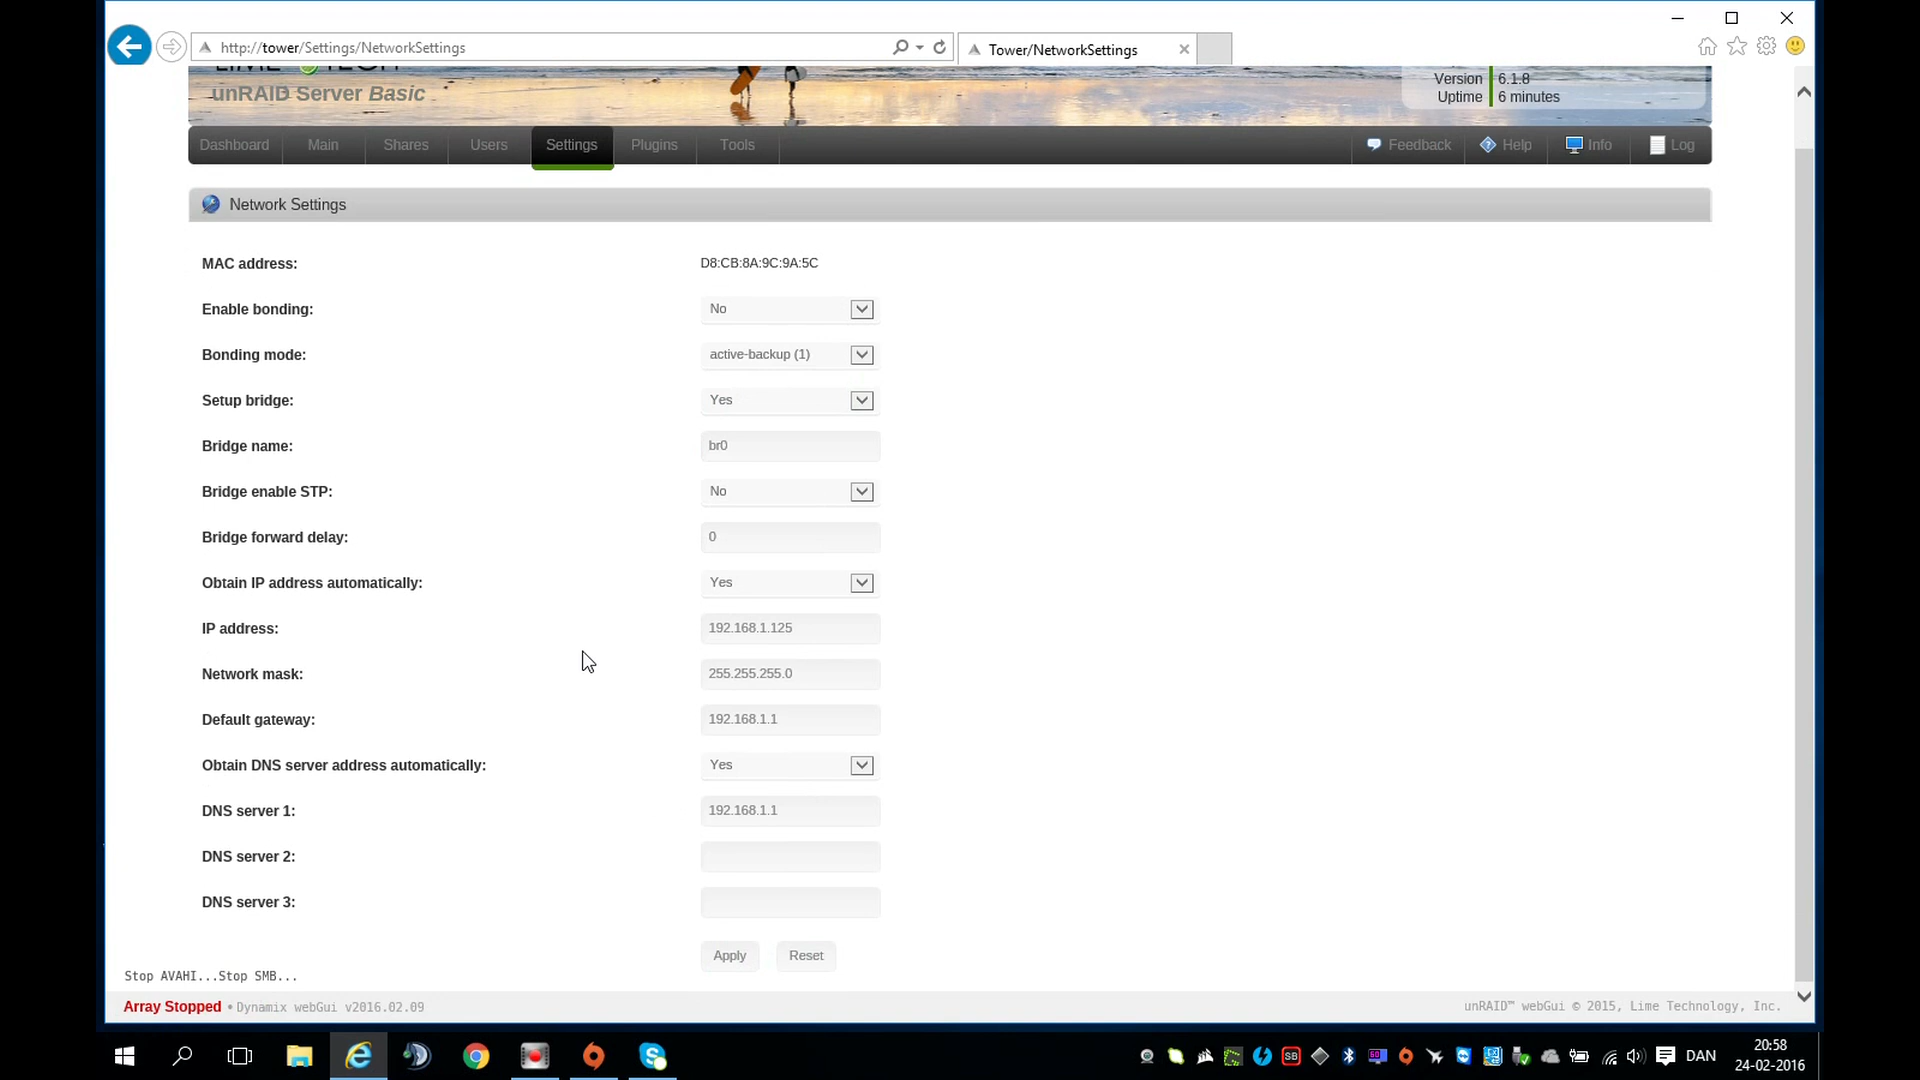 http://tower/Settings/NetworkSettings
Tower/NetworkSettings
LIME TECH
unRAID Server Basic
Version 6.1.8
Uptime 6 minutes
Dashboard Main Shares Users Settings Plugins Tools Feedback Help Info Log
Network Settings
MAC address: D8:CB:8A:9C:9A:5C
Enable bonding: No
Bonding mode: active-backup (1)
Setup bridge: Yes
Bridge name: br0
Bridge enable STP: No
Bridge forward delay: 0
Obtain IP address automatically: Yes
IP address: 192.168.1.125
Network mask: 255.255.255.0
Default gateway: 192.168.1.1
Obtain DNS server address automatically: Yes
DNS server 1: 192.168.1.1
DNS server 2:
DNS server 3:
Apply Reset
Stop AVAHI...Stop SMB...
Array Stopped • Dynamix webGui v2016.02.09 unRAID™ webGui © 2015, Lime Technology, Inc.
SB
DAN
20:58
24-02-2016